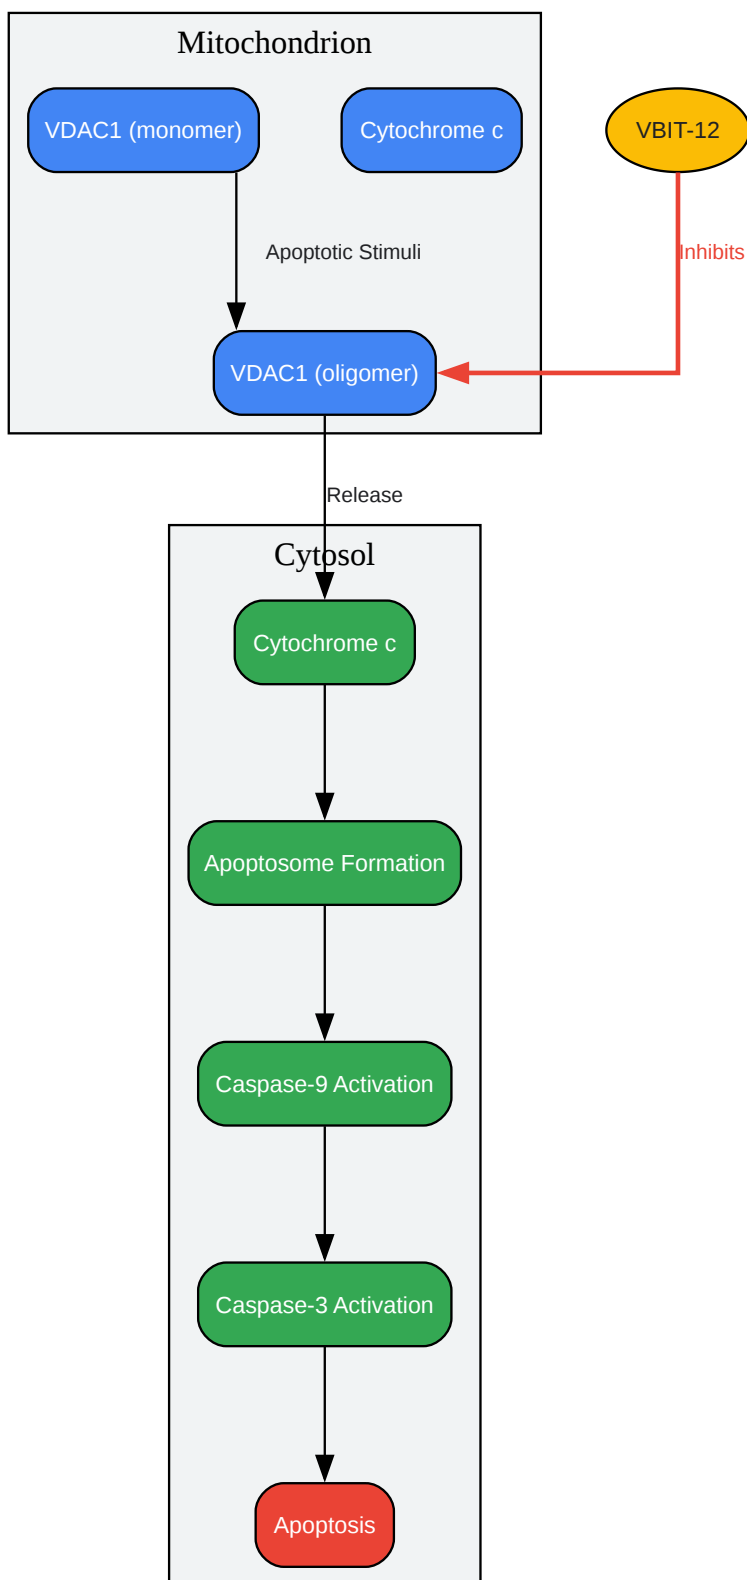 Mitochondrion
VDAC1 (monomer)
Cytochrome c
VBIT-12
Apoptotic Stimuli
Inhibits
VDAC1 (oligomer)
Release
Cytosol
Cytochrome c
Apoptosome Formation
Caspase-9 Activation
Caspase-3 Activation
Apoptosis